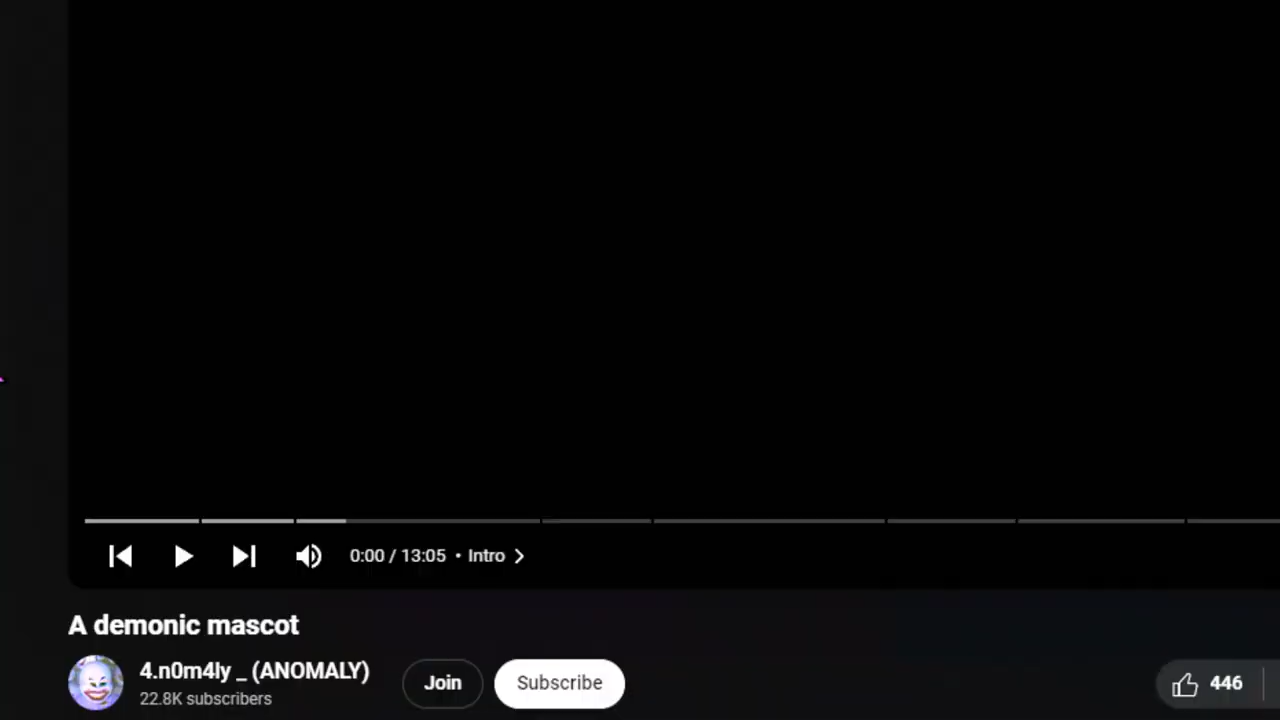 0:00 / 13:05 • Intro
A demonic mascot
4.n0m4ly _ (ANOMALY)
22.8K subscribers
Join
Subscribe
446